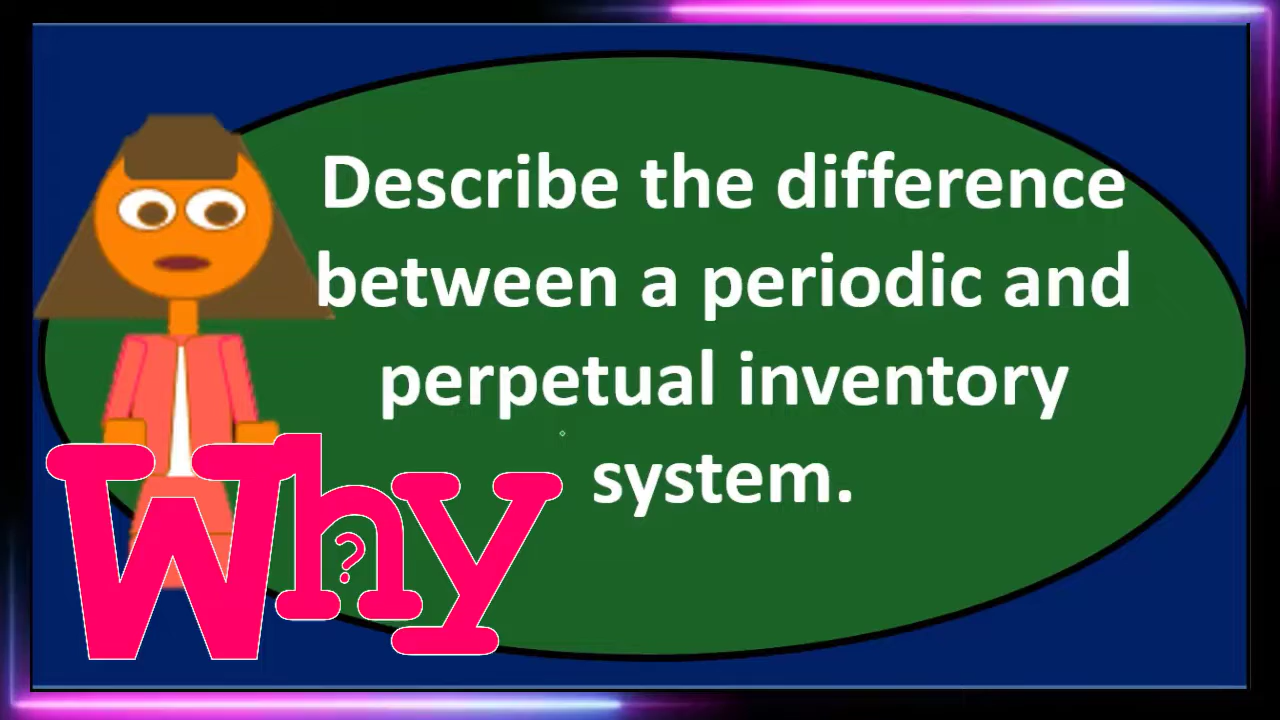 Describe the difference
between a periodic and
perpetual inventory
system.
Why
?